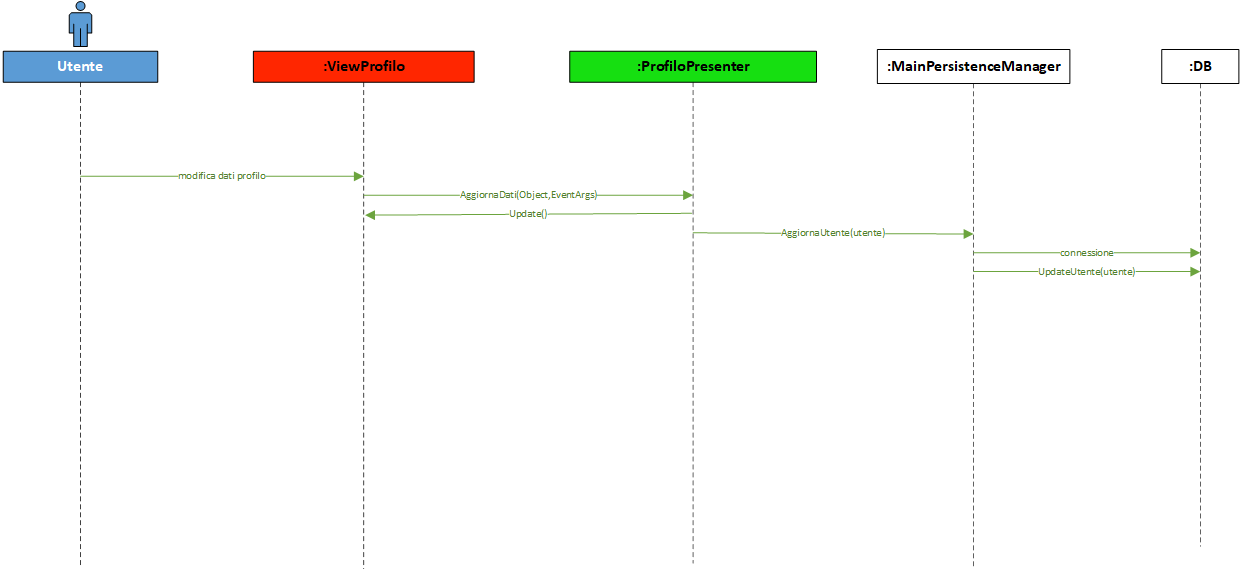 Utente
:ViewProfilo
:ProfiloPresenter
:MainPersistenceManager
:DB
modifica dati profilo
AggiornaDati(Object,EventArgs)
Update()
AggiornaUtente(utente)
connessione
UpdateUtente(utente)